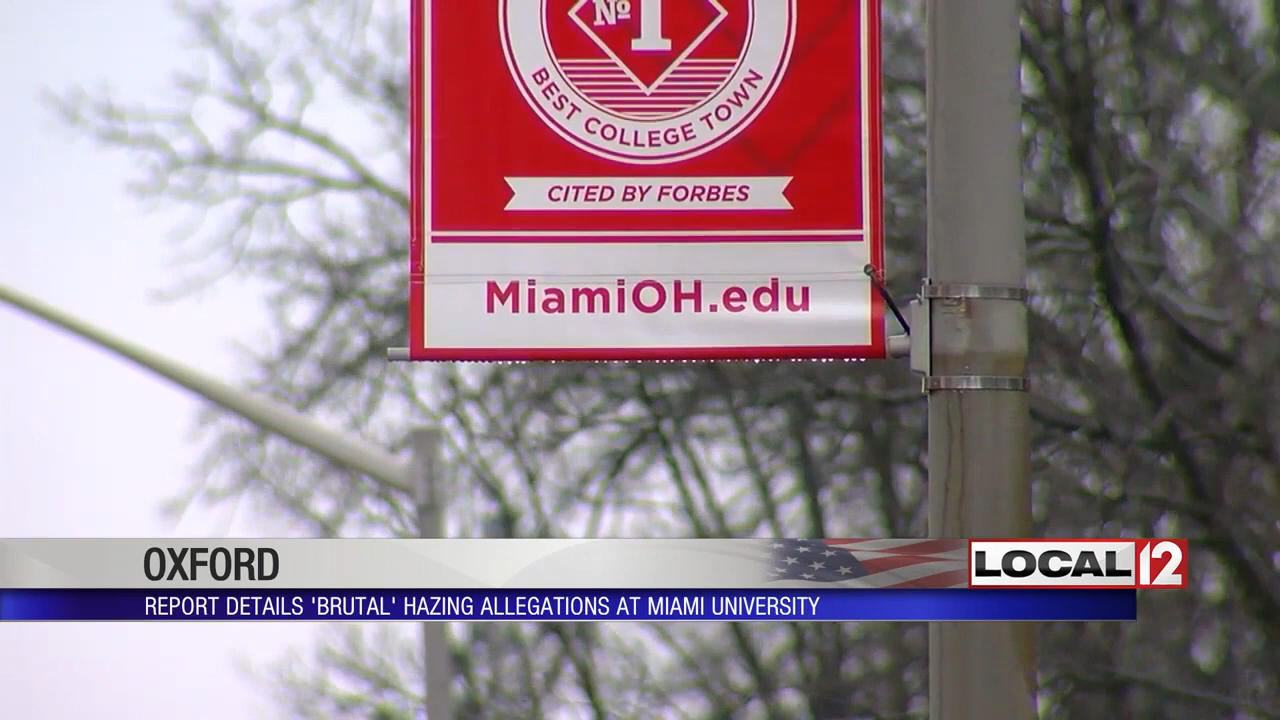 Nº1
BEST COLLEGE TOWN
CITED BY FORBES
MiamiOH.edu
OXFORD
LOCAL 12
REPORT DETAILS 'BRUTAL' HAZING ALLEGATIONS AT MIAMI UNIVERSITY